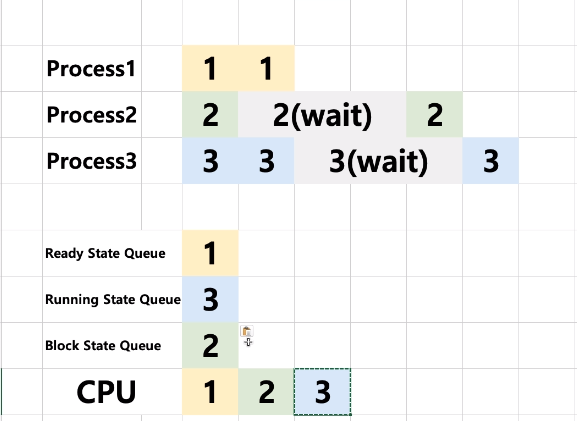 Process1 1 1
Process2 2 2(wait) 2
Process3 3 3 3(wait) 3
Ready State Queue 1
Running State Queue 3
Block State Queue 2
CPU 1 2 3